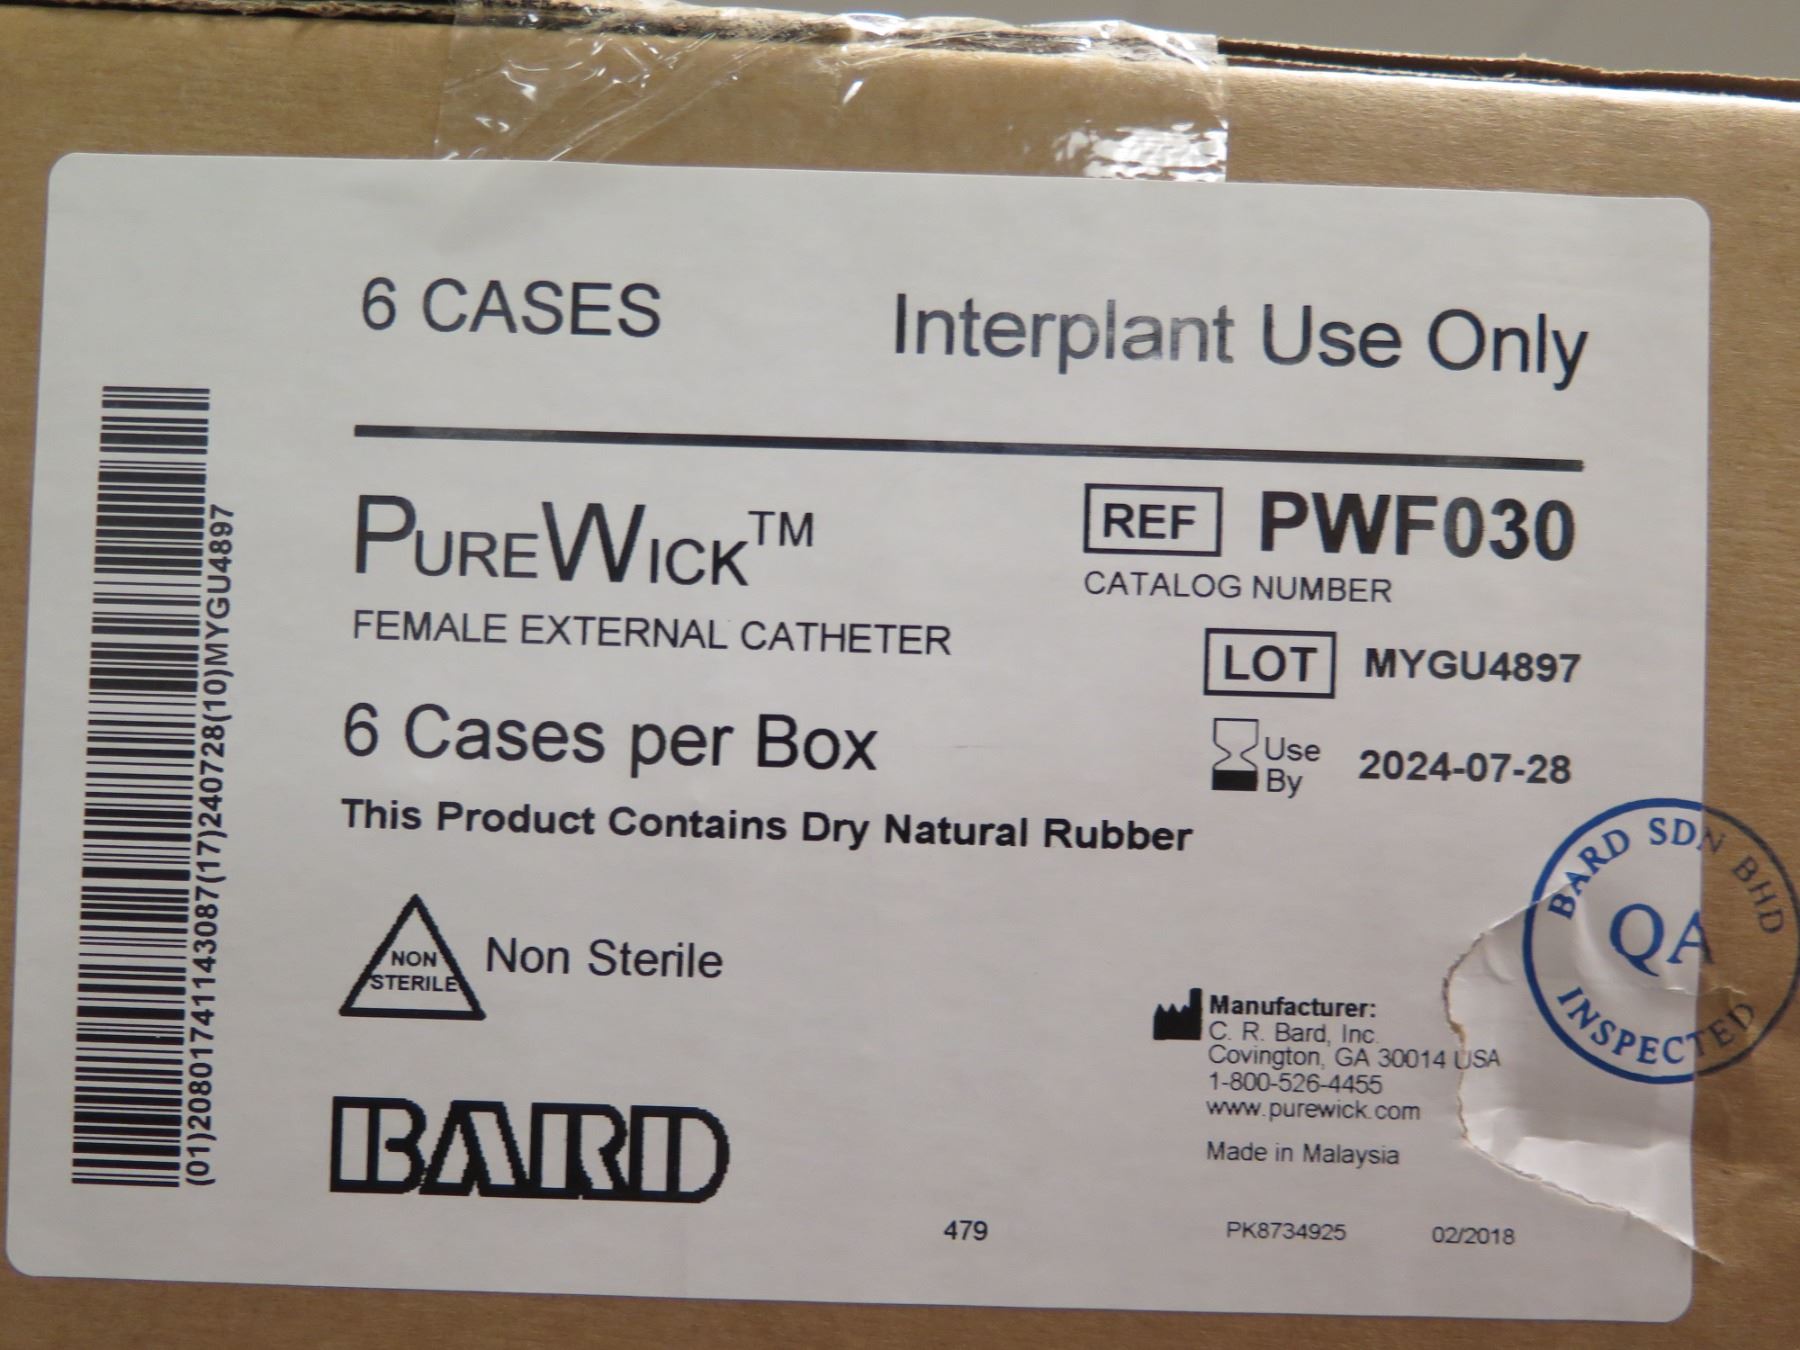 6 CASES
Interplant Use Only
PUREWICK™
FEMALE EXTERNAL CATHETER
REF PWF030
CATALOG NUMBER
LOT MYGU4897
6 Cases per Box
Use By 2024-07-28
This Product Contains Dry Natural Rubber
NON
STERILE
Non Sterile
Manufacturer:
C. R. Bard, Inc.
Covington, GA 30014 USA
1-800-526-4455
www.purewick.com
Made in Malaysia
BARD
479
PK8734925
02/2018
(01)20801741143087(17)240728(10)MYGU4897
BARD SDN BHD
QA
INSPECTED